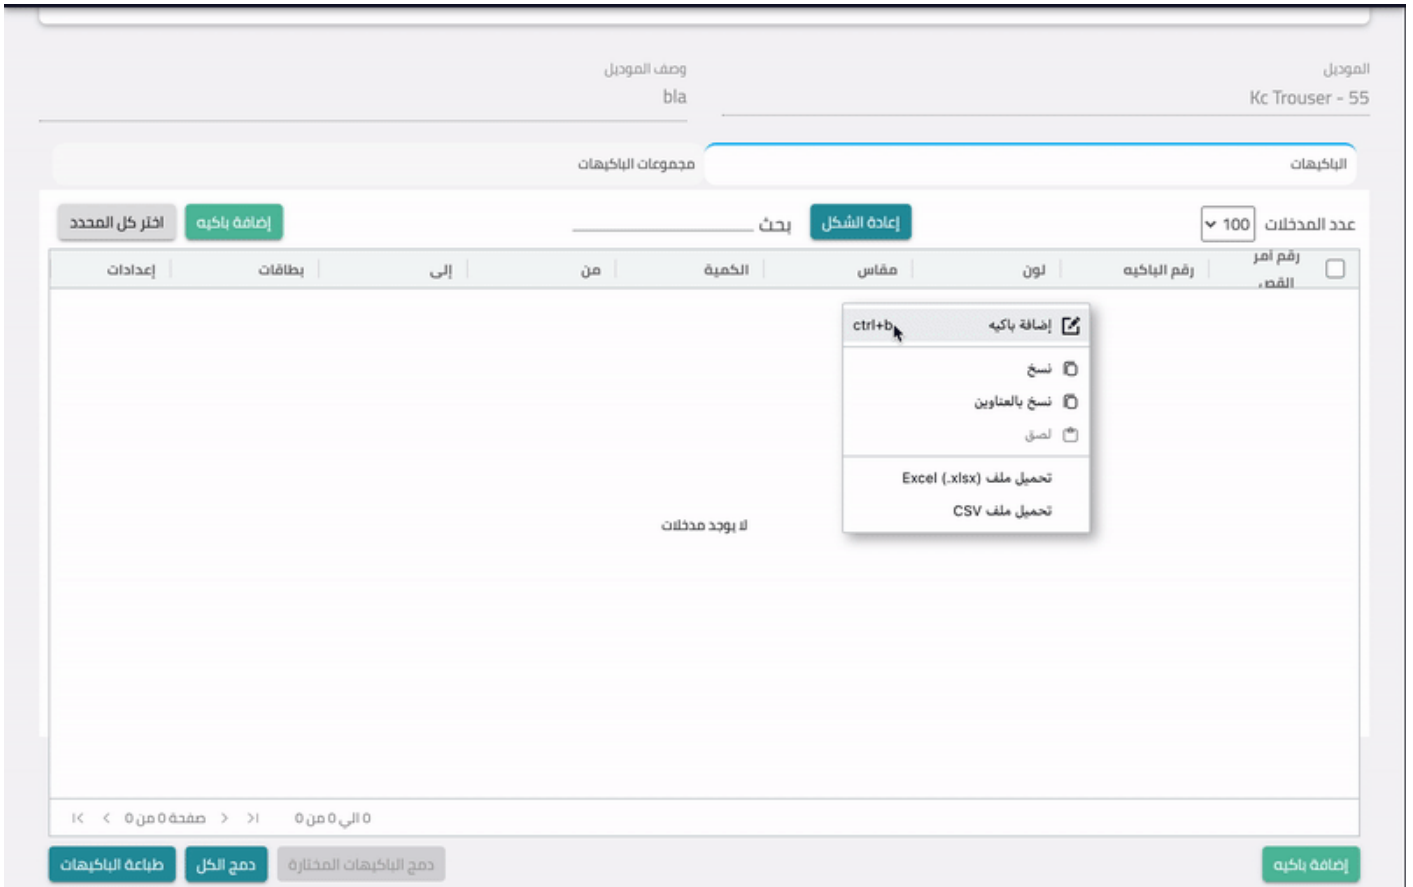 الموديل
Kc Trouser - 55
وصف الموديل
bla
الباكيهات
مجموعات الباكيهات
عدد المدخلات 100
إعادة الشكل
بحث
إضافة باكيه
اختر كل المحدد
رقم أمر القص
رقم الباكيه
لون
مقاس
الكمية
من
إلى
بطاقات
إعدادات
إضافة باكيه ctrl+b
نسخ
نسخ بالعناوين
لصق
تحميل ملف Excel (.xlsx)
تحميل ملف CSV
لا يوجد مدخلات
0 الي 0 من 0
صفحة 0 من 0
إضافة باكيه
دمج الباكيهات المختارة
دمج الكل
طباعة الباكيهات